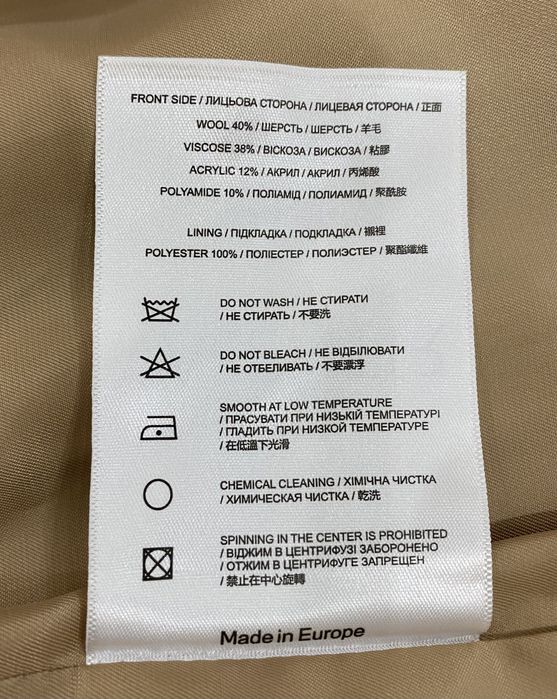 FRONT SIDE / ЛИЦЬОВА СТОРОНА / ЛИЦЕВАЯ СТОРОНА / 正面
WOOL 40% / ШЕРСТЬ / ШЕРСТЬ / 羊毛
VISCOSE 38% / ВІСКОЗА / ВИСКОЗА / 粘膠
ACRYLIC 12% / АКРИЛ / АКРИЛ / 丙烯酸
POLYAMIDE 10% / ПОЛІАМІД / ПОЛИАМИД / 聚酰胺
LINING / ПІДКЛАДКА / ПОДКЛАДКА / 襯裡
POLYESTER 100% / ПОЛІЕСТЕР / ПОЛИЭСТЕР / 聚酯纖維
DO NOT WASH / НЕ СТИРАТИ
/ НЕ СТИРАТЬ / 不要洗
DO NOT BLEACH / НЕ ВІДБІЛЮВАТИ
/ НЕ ОТБЕЛИВАТЬ / 不要漂浮
SMOOTH AT LOW TEMPERATURE
/ ПРАСУВАТИ ПРИ НИЗЬКІЙ ТЕМПЕРАТУРІ
/ ГЛАДИТЬ ПРИ НИЗКОЙ ТЕМПЕРАТУРЕ
/ 在低溫下光滑
CHEMICAL CLEANING / ХІМІЧНА ЧИСТКА
/ ХИМИЧЕСКАЯ ЧИСТКА / 乾洗
SPINNING IN THE CENTER IS PROHIBITED
/ ВІДЖИМ В ЦЕНТРИФУЗІ ЗАБОРОНЕНО
/ ОТЖИМ В ЦЕНТРИФУГЕ ЗАПРЕЩЕН
/ 禁止在中心旋轉
Made in Europe